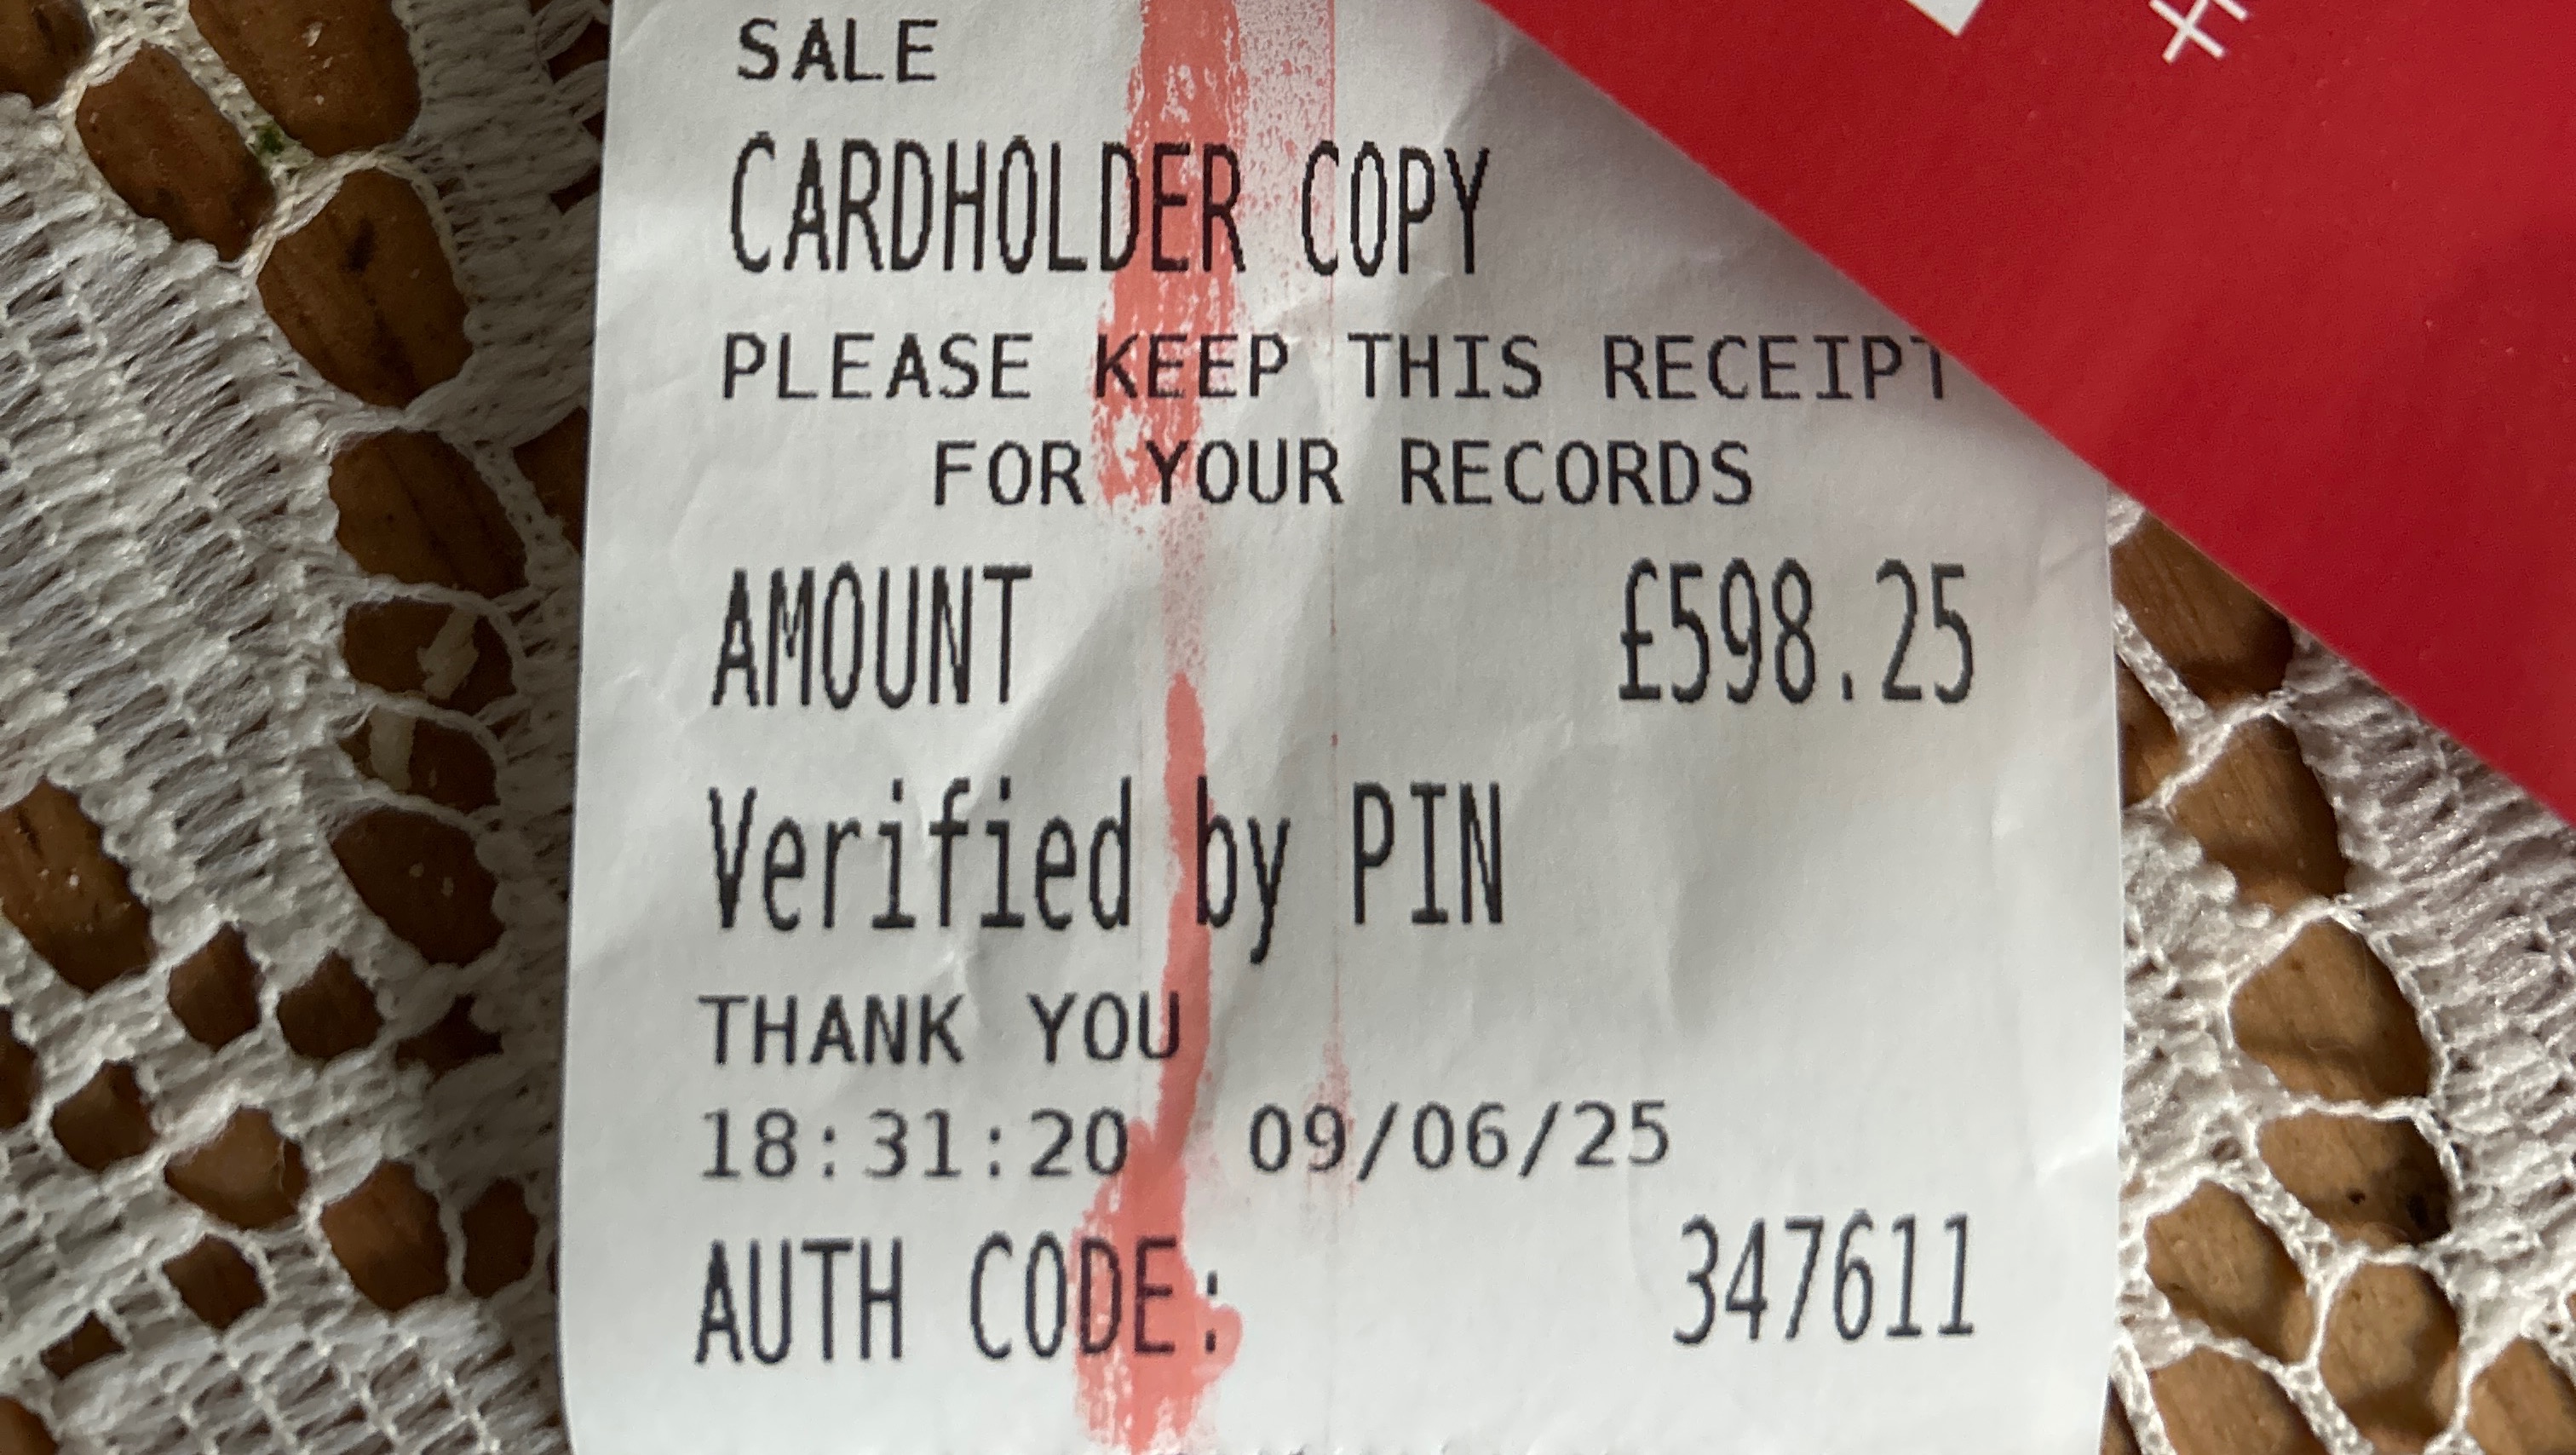 SALE
CARDHOLDER COPY
PLEASE KEEP THIS RECEIPT
FOR YOUR RECORDS
AMOUNT £598.25
Verified by PIN
THANK YOU
18:31:20 09/06/25
AUTH CODE: 347611